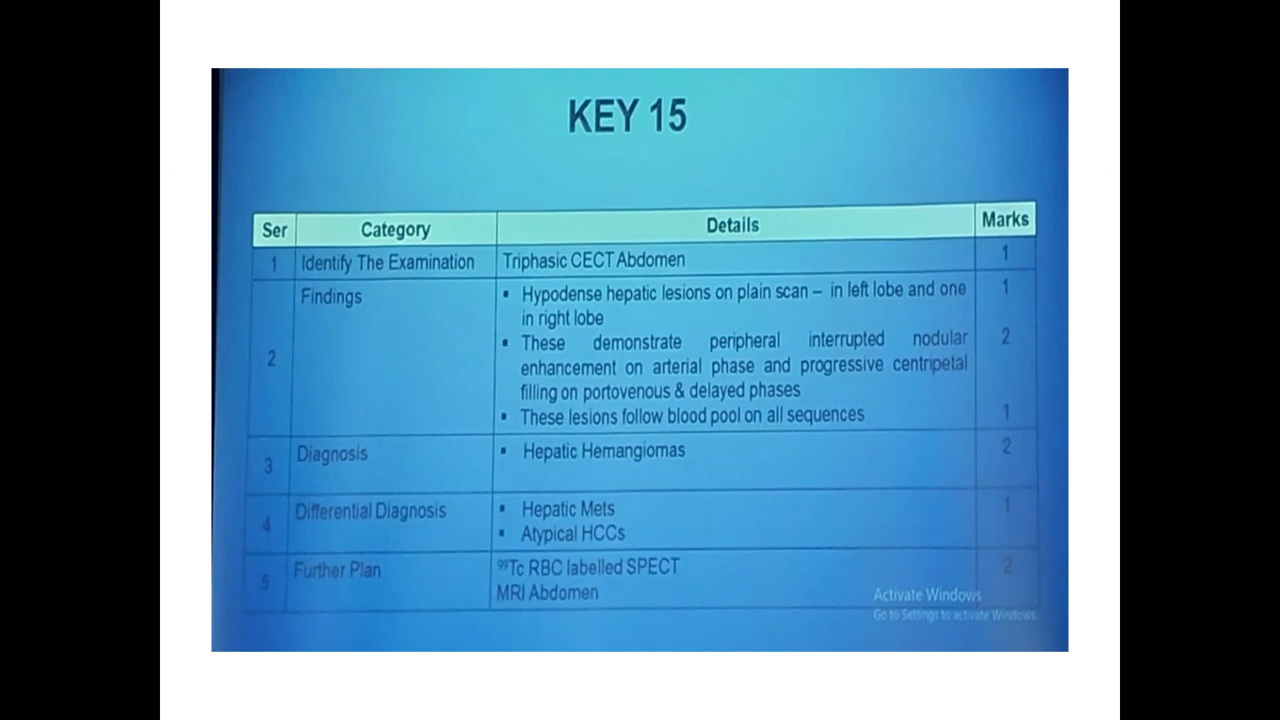 KEY 15
Ser Category Details Marks
1 Identify The Examination Triphasic CECT Abdomen 1
2 Findings
▪ Hypodense hepatic lesions on plain scan – in left lobe and one 1
in right lobe
▪ These demonstrate peripheral interrupted nodular 2
enhancement on arterial phase and progressive centripetal
filling on portovenous & delayed phases
▪ These lesions follow blood pool on all sequences 1
3 Diagnosis ▪ Hepatic Hemangiomas 2
4 Differential Diagnosis ▪ Hepatic Mets 1
▪ Atypical HCCs
5 Further Plan ⁹⁹Tc RBC labelled SPECT 2
MRI Abdomen
Activate Windows
Go to Settings to activate Windows.